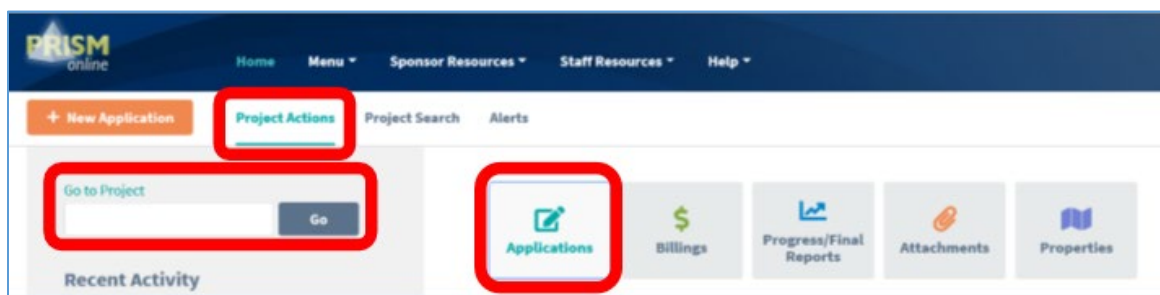 PRISM
online
Home Menu Sponsor Resources Staff Resources Help
+ New Application Project Actions Project Search Alerts
Go to Project
Go
Recent Activity
Applications
Billings
Progress/Final
Reports
Attachments
Properties